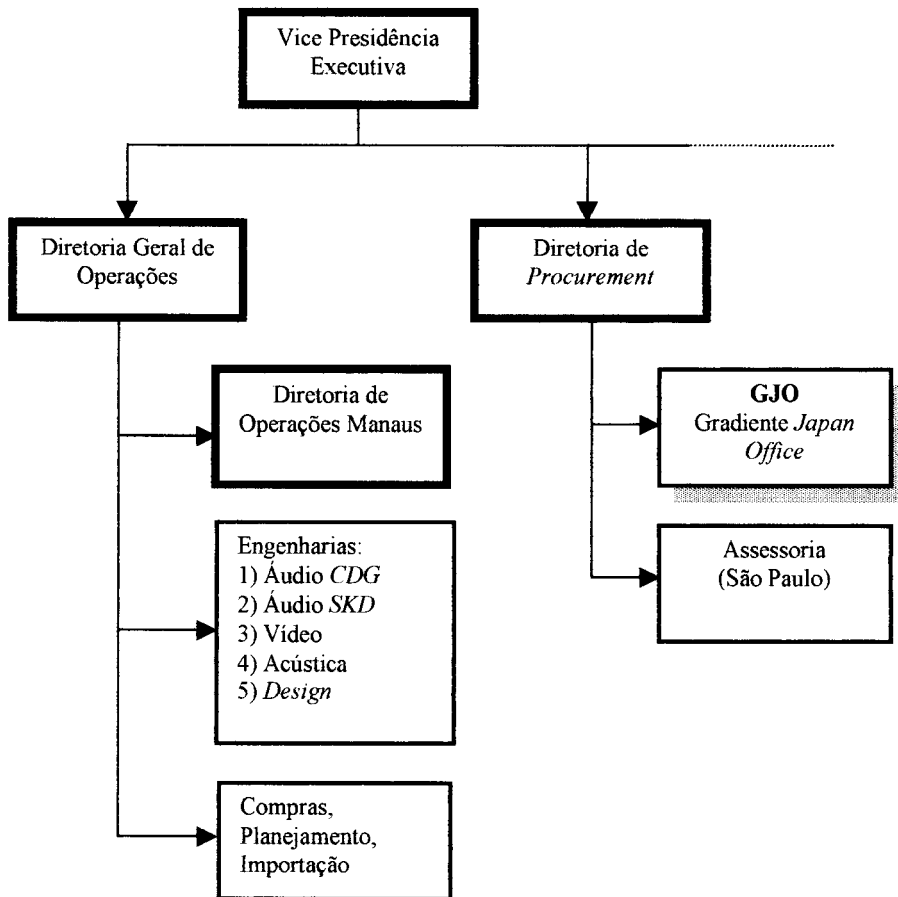 Vice Presidência
Executiva
Diretoria Geral de
Operações
Diretoria de
Procurement
Diretoria de
Operações Manaus
GJO
Gradiente Japan
Office
Engenharias:
1) Áudio CDG
2) Áudio SKD
3) Vídeo
4) Acústica
5) Design
Assessoria
(São Paulo)
Compras,
Planejamento,
Importação